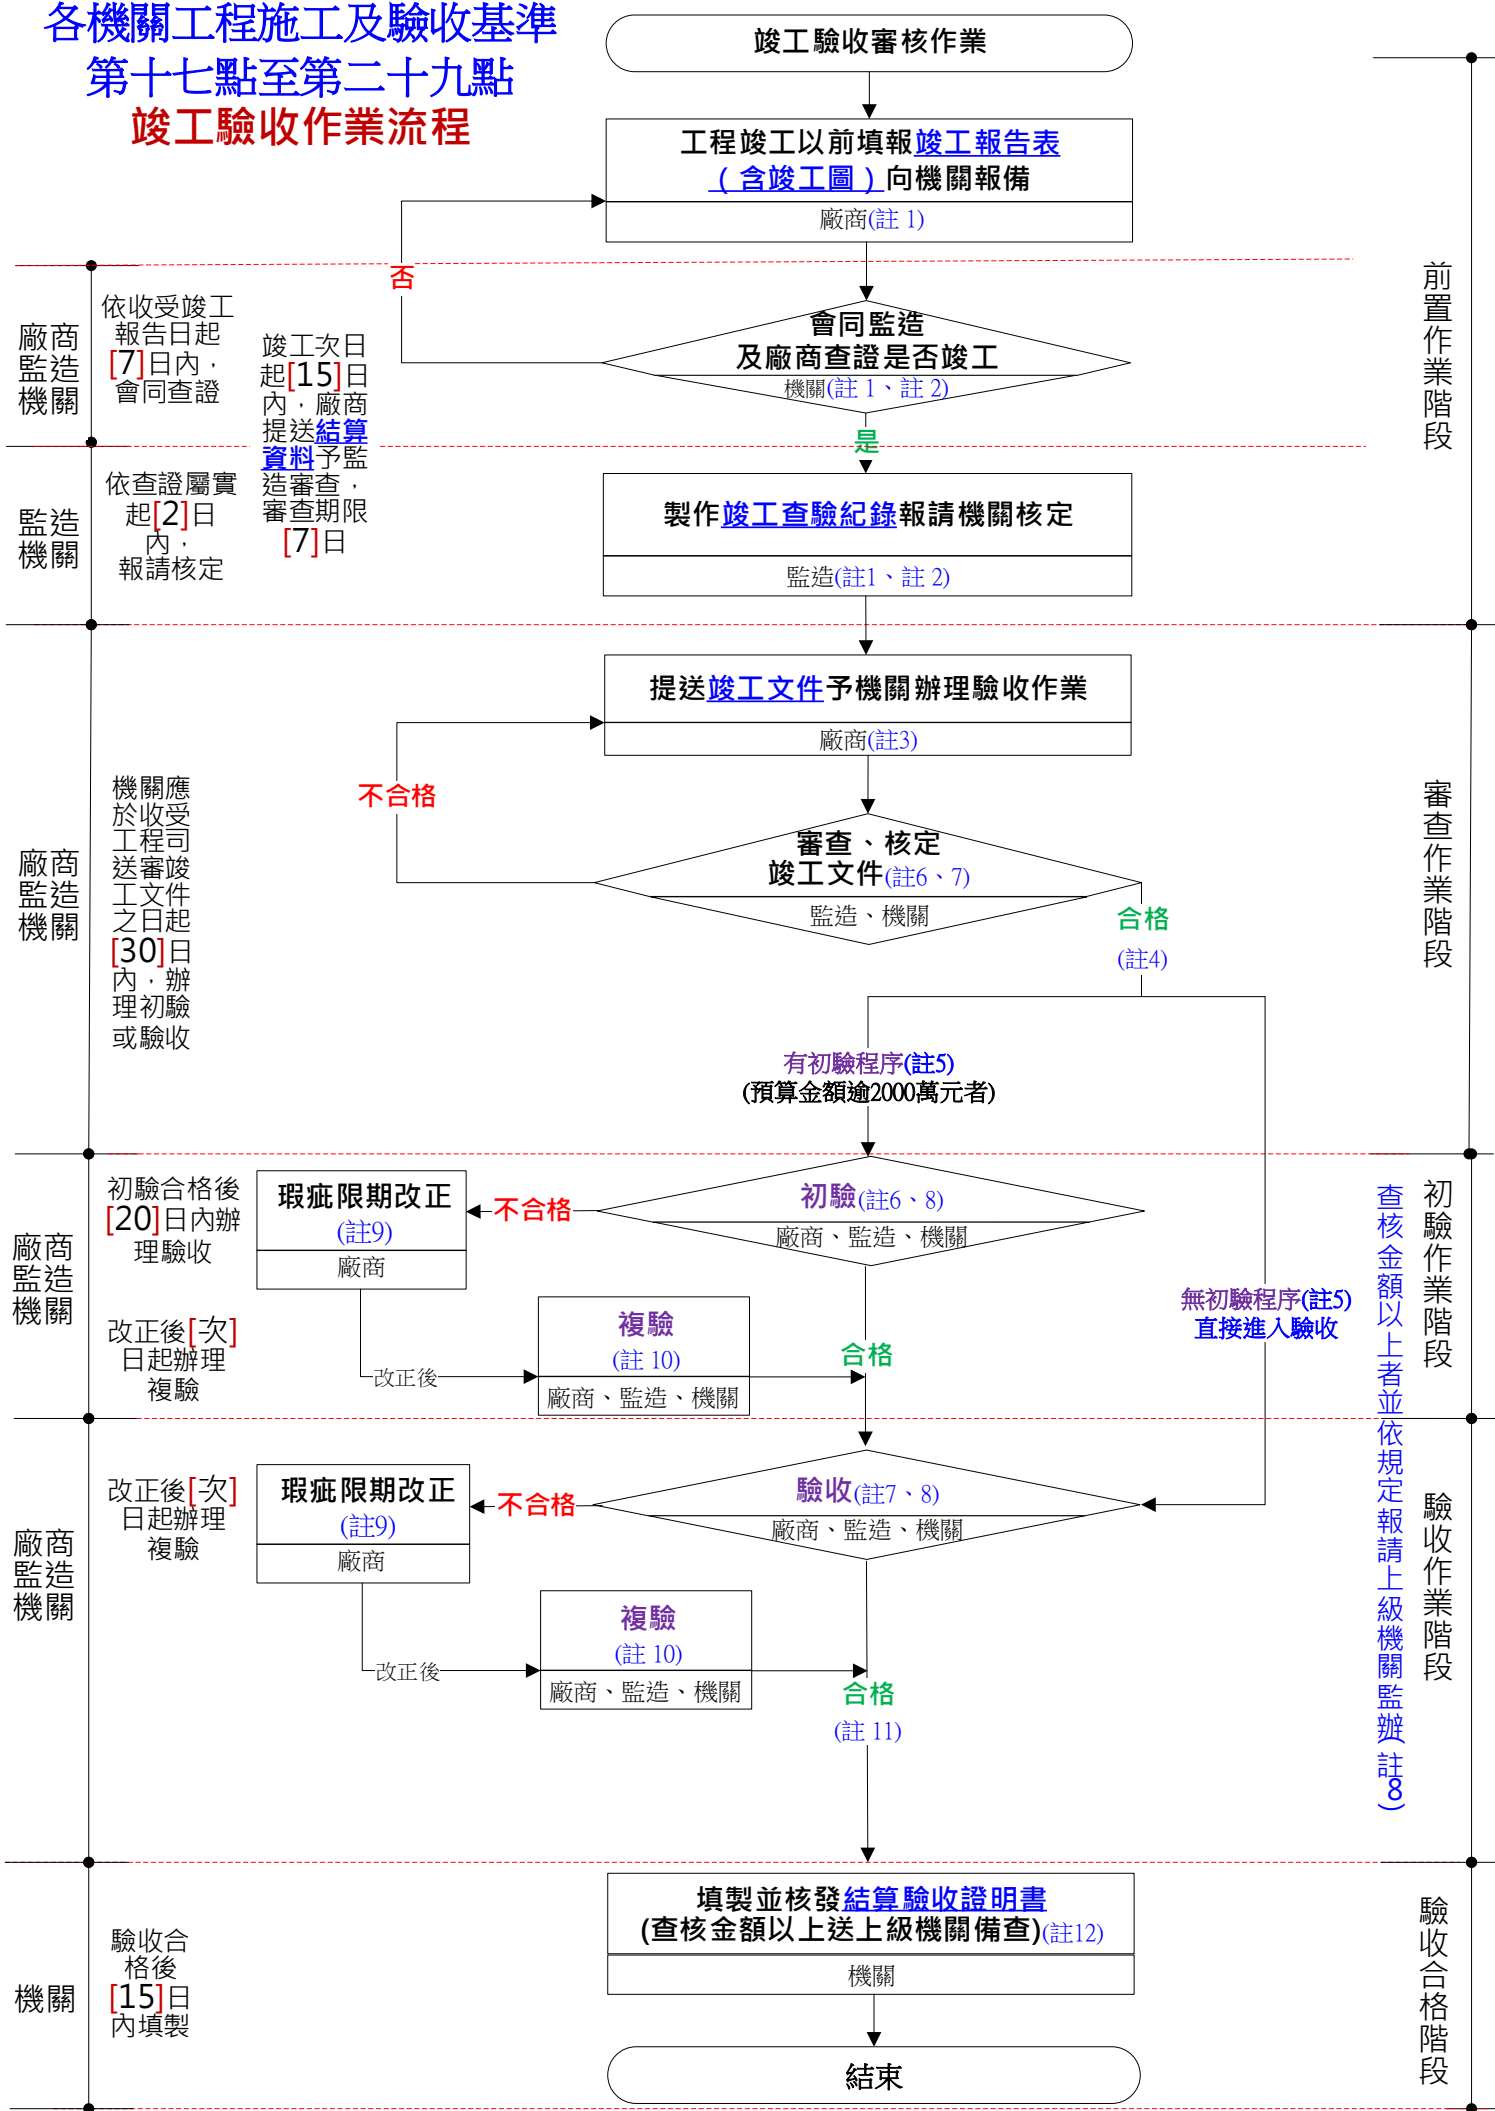 各機關工程施工及驗收基準
第十七點至第二十九點
竣工驗收作業流程
竣工驗收審核作業
工程竣工以前填報竣工報告表
（含竣工圖）向機關報備
廠商(註 1)
否
前置作業階段
廠商
監造
機關
依收受竣工
報告日起
[7]日內，
會同查證
竣工次日
起[15]日
內，廠商
提送結算
資料予監
造審查，
審查期限
[7]日
會同監造
及廠商查證是否竣工
機關(註 1、註 2)
是
監造
機關
依查證屬實
起[2]日
內，
報請核定
製作竣工查驗紀錄報請機關核定
監造(註1、註 2)
提送竣工文件予機關辦理驗收作業
廠商(註3)
不合格
審查作業階段
廠商
監造
機關
機關應
於收受
工程司
送審竣
工文件
之日起
[30]日
內，辦
理初驗
或驗收
審查、核定
竣工文件(註6、7)
監造、機關
合格
(註4)
有初驗程序(註5)
(預算金額逾2000萬元者)
無初驗程序(註5)
直接進入驗收
初驗作業階段
查核金額以上者並依規定報請上級機關監辦(註8)
廠商
監造
機關
初驗合格後
[20]日內辦
理驗收
改正後[次]
日起辦理
複驗
瑕疵限期改正
(註9)
廠商
不合格
初驗(註6、8)
廠商、監造、機關
改正後
複驗
(註 10)
廠商、監造、機關
合格
驗收作業階段
廠商
監造
機關
改正後[次]
日起辦理
複驗
瑕疵限期改正
(註9)
廠商
不合格
驗收(註7、8)
廠商、監造、機關
改正後
複驗
(註 10)
廠商、監造、機關
合格
(註 11)
驗收合格階段
機關
驗收合
格後
[15]日
內填製
填製並核發結算驗收證明書
(查核金額以上送上級機關備查)(註12)
機關
結束